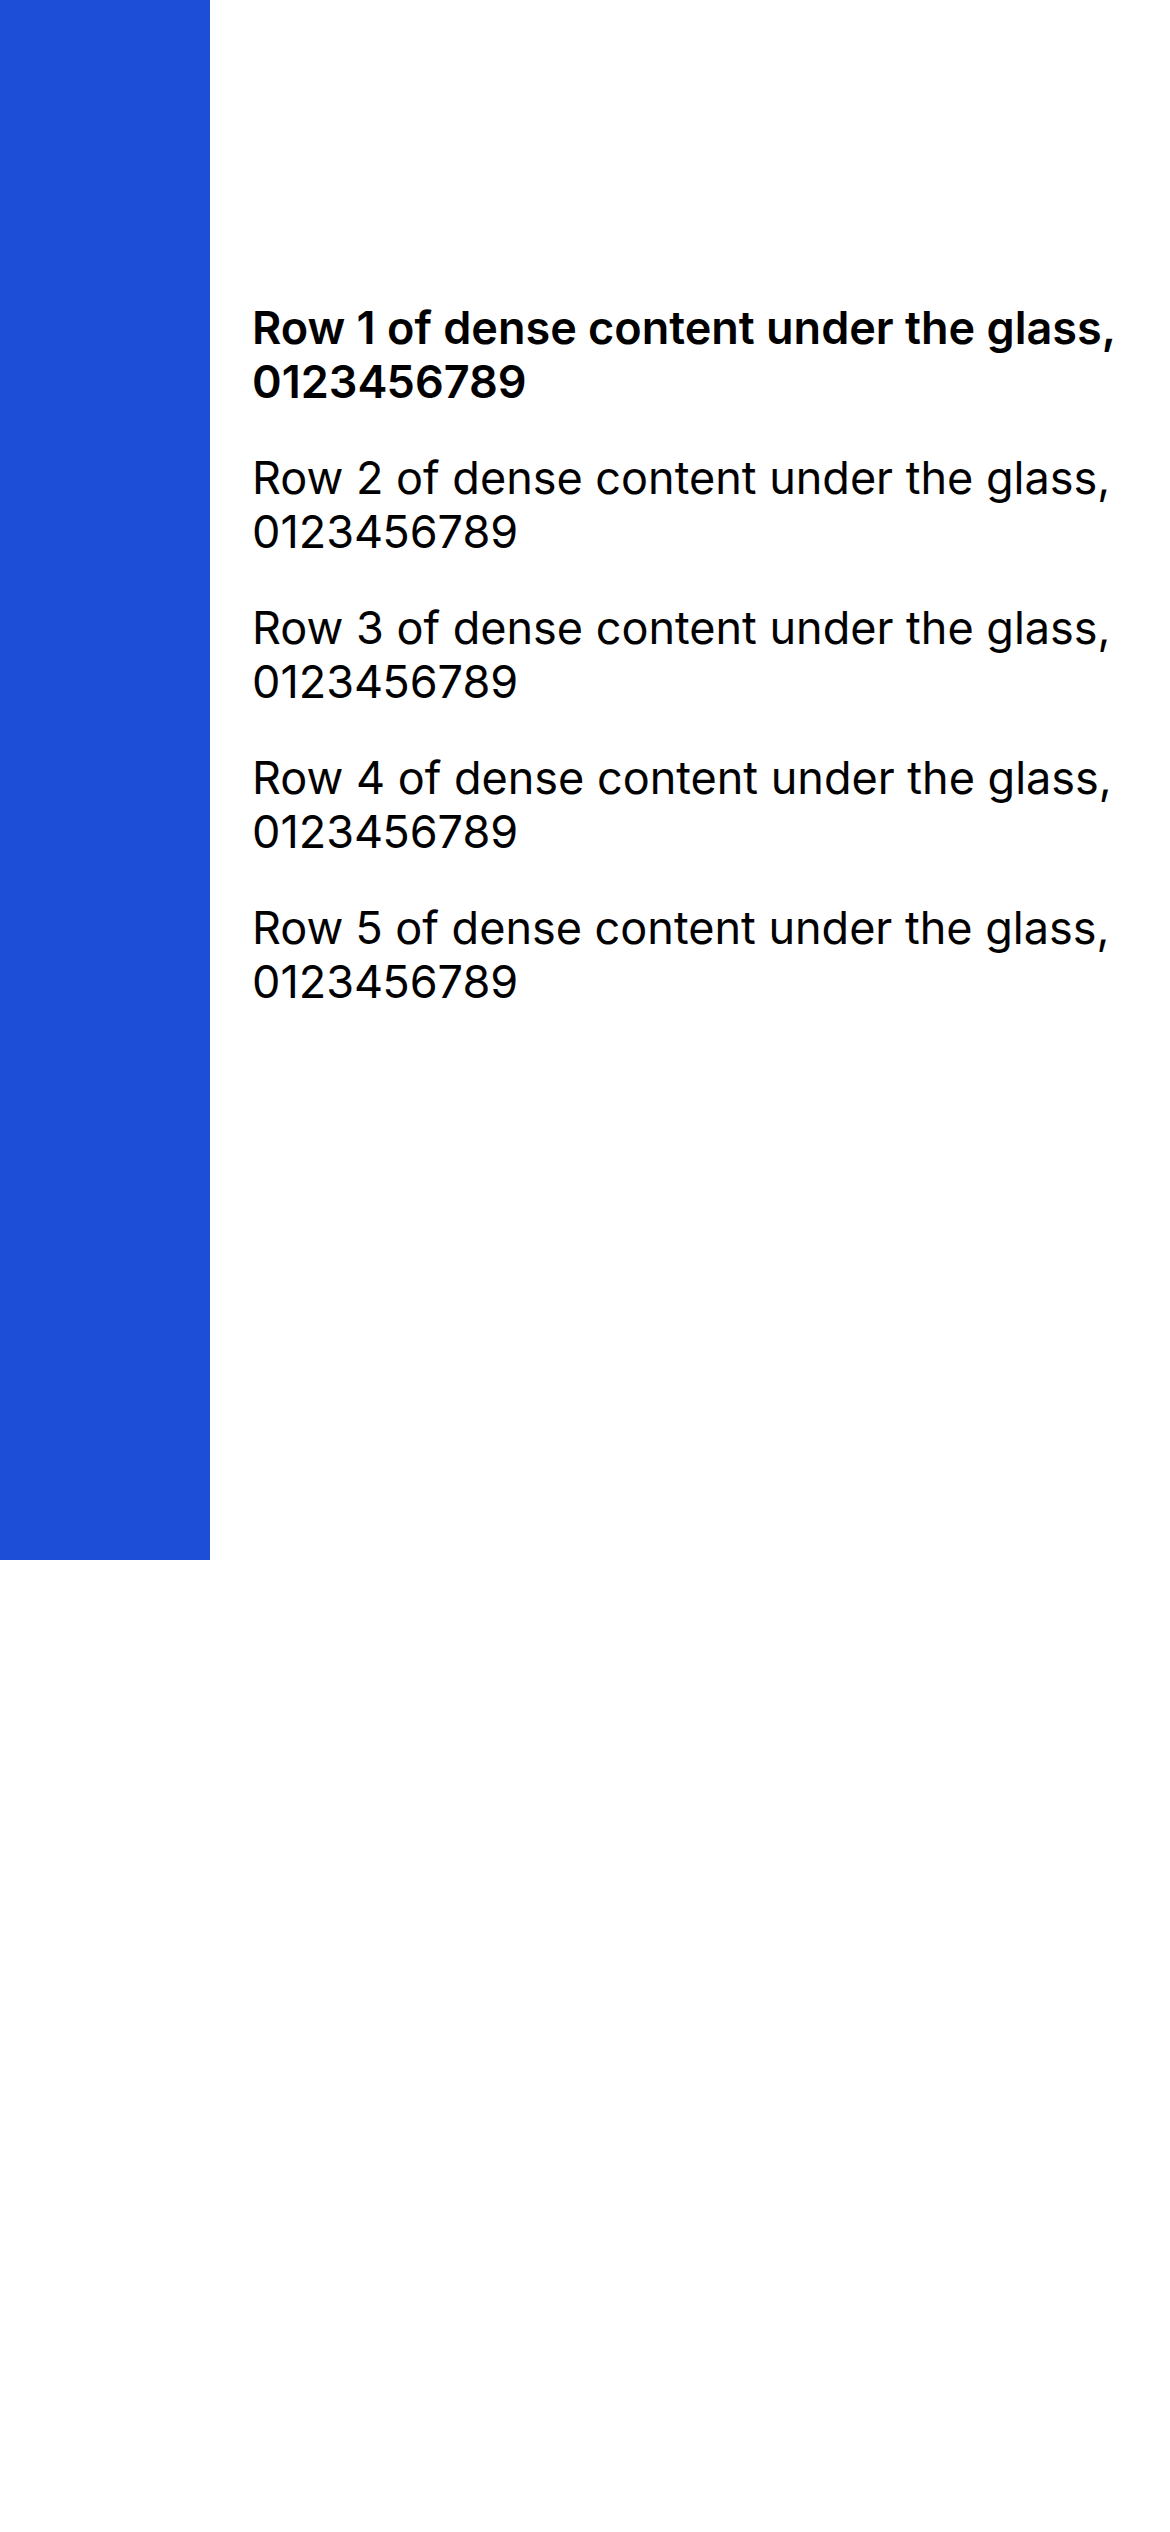 Row 1 of dense content under the glass,
0123456789
Row 2 of dense content under the glass,
0123456789
Row 3 of dense content under the glass,
0123456789
Row 4 of dense content under the glass,
0123456789
Row 5 of dense content under the glass,
0123456789